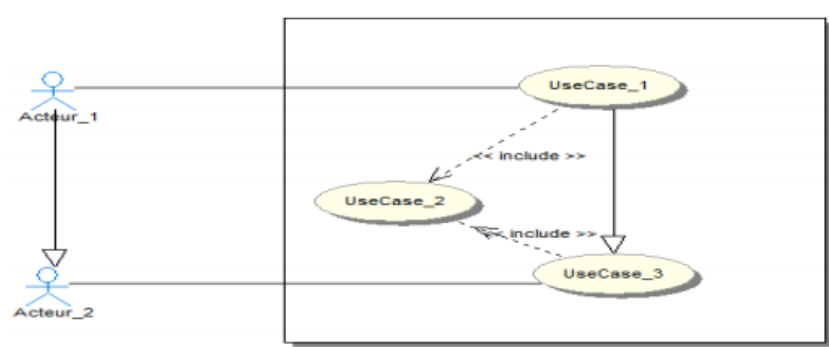 UseCase_1
Acteur_1
<< include >>
UseCase_2
<< include >>
UseCase_3
Acteur_2